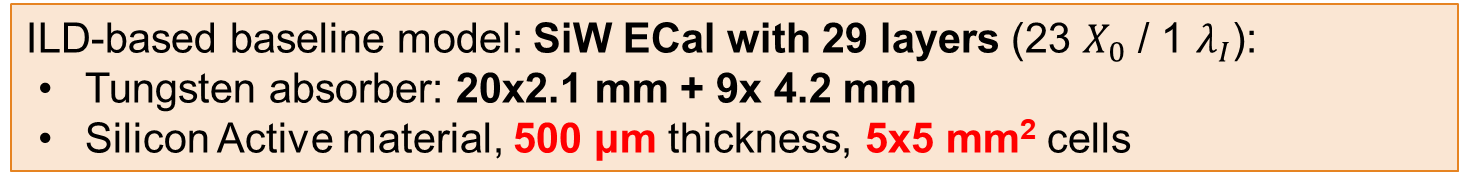 ILD-based baseline model: SiW ECal with 29 layers (23 𝑋₀ / 1 𝜆𝐼):
• Tungsten absorber: 20x2.1 mm + 9x 4.2 mm
• Silicon Active material, 500 µm thickness, 5x5 mm² cells